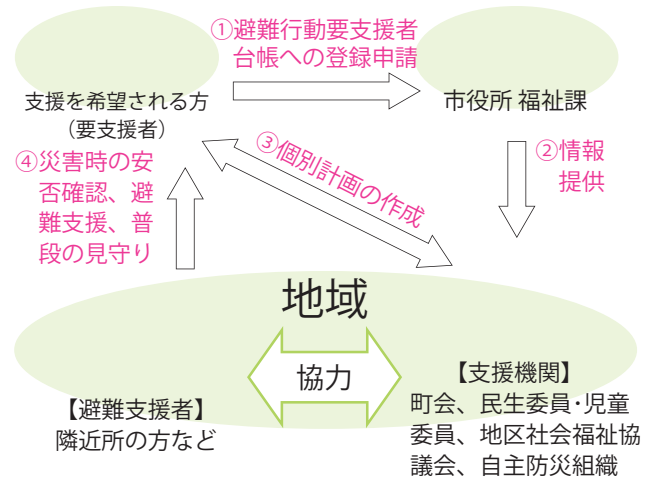 ①避難行動要支援者
台帳への登録申請
支援を希望される方
（要支援者）
市役所 福祉課
④災害時の安
否確認、避
難支援、普
段の見守り
③個別計画の作成
②情報
提供
地域
協力
【避難支援者】
隣近所の方など
【支援機関】
町会、民生委員･児童
委員、地区社会福祉協
議会、自主防災組織